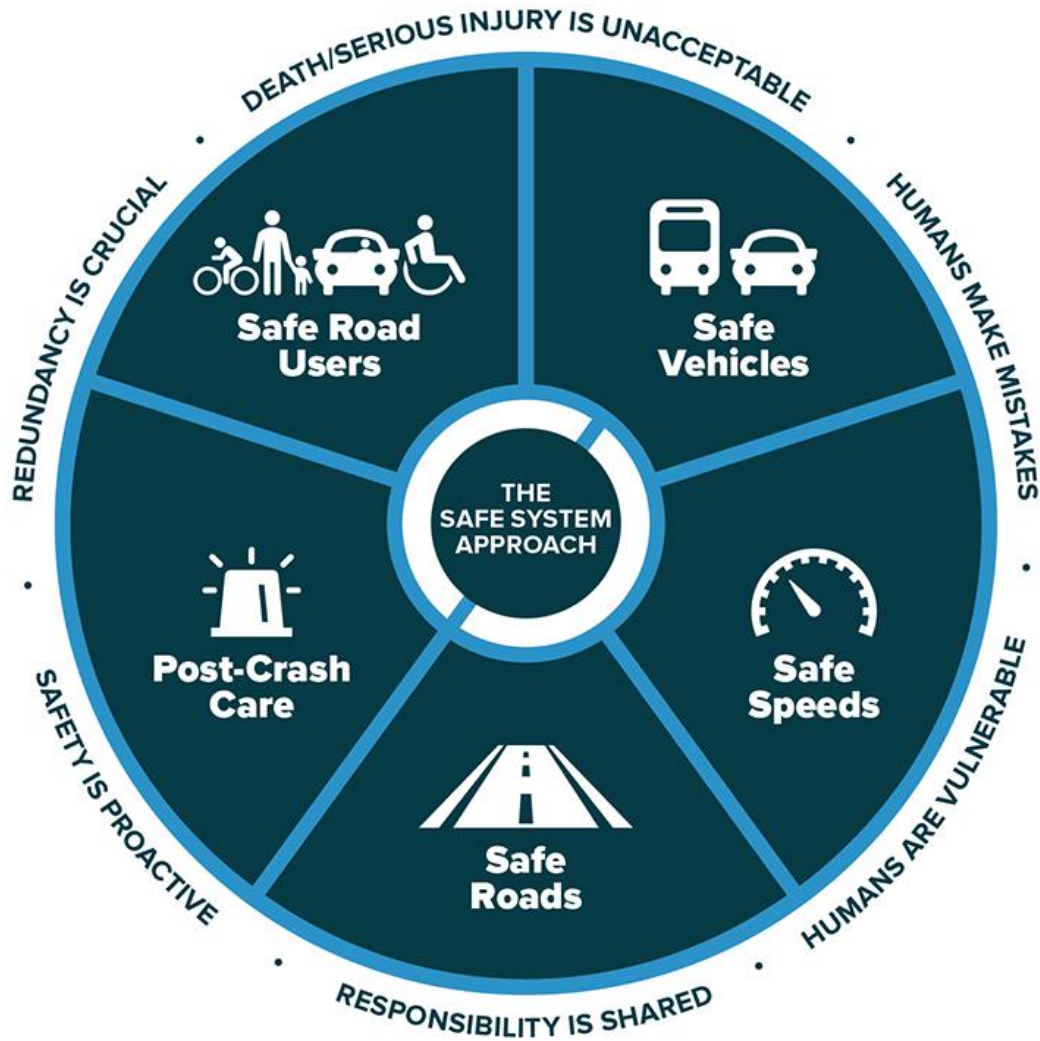 DEATH/SERIOUS INJURY IS UNACCEPTABLE
HUMANS MAKE MISTAKES
HUMANS ARE VULNERABLE
RESPONSIBILITY IS SHARED
SAFETY IS PROACTIVE
REDUNDANCY IS CRUCIAL
Safe Road
Users
Safe
Vehicles
Safe
Speeds
Safe
Roads
Post-Crash
Care
THE
SAFE SYSTEM
APPROACH